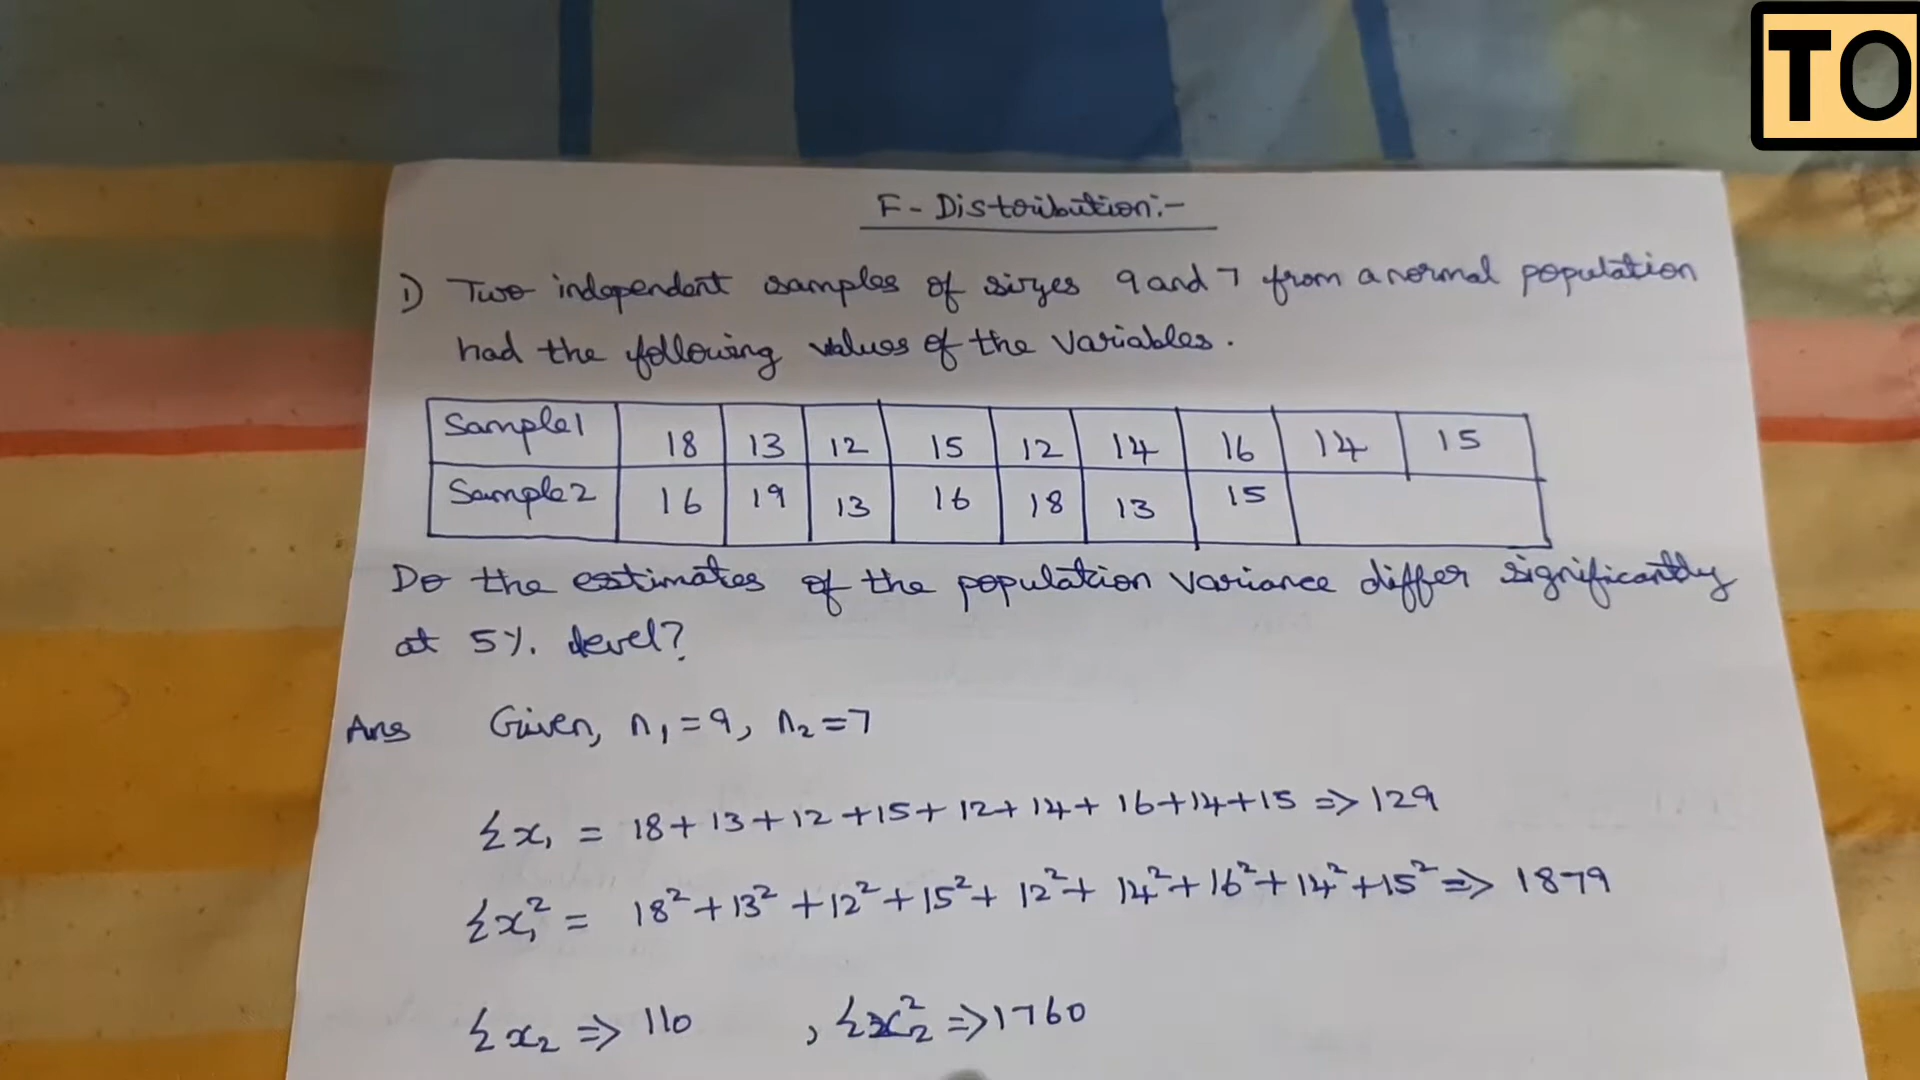 TO
F - Distribution:-
1) Two independent samples of sizes 9 and 7 from a normal population
had the following values of the variables.
Sample1 18 13 12 15 12 14 16 14 15
Sample2 16 19 13 16 18 13 15
Do the estimates of the population variance differ significantly
at 5%. level?
Ans Given, n₁ = 9, n₂ = 7
Σx₁ = 18 + 13 + 12 + 15 + 12 + 14 + 16 + 14 + 15 => 129
Σx₁² = 18² + 13² + 12² + 15² + 12² + 14² + 16² + 14² + 15² => 1879
Σx₂ => 110 , Σx₂² => 1760